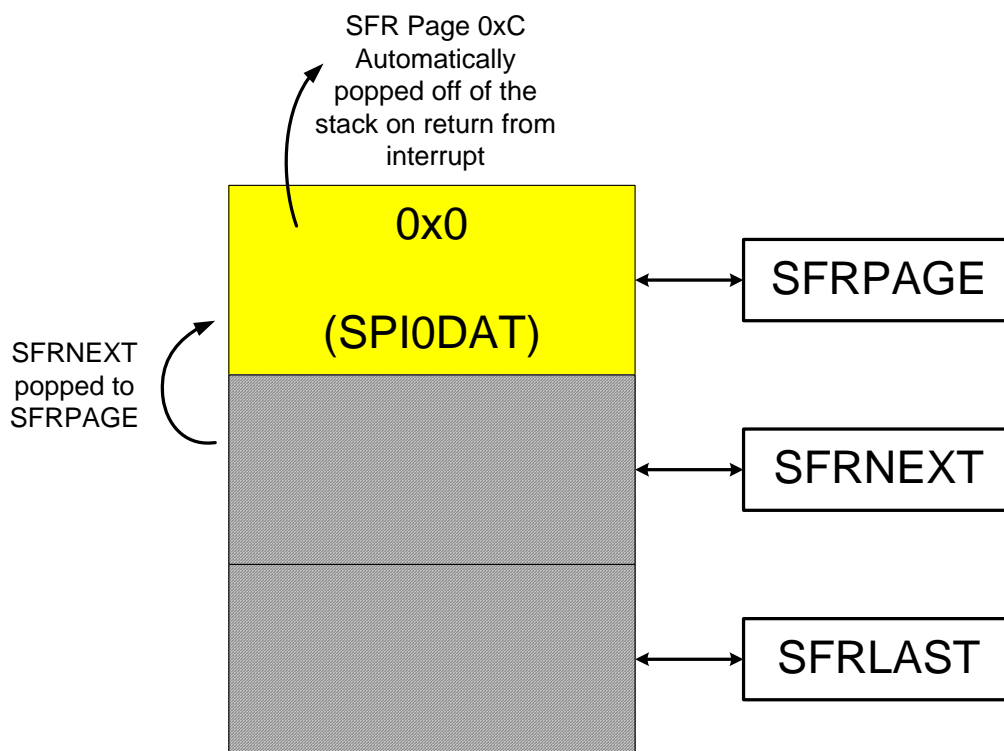 SFR Page 0xC
Automatically
popped off of the
stack on return from
interrupt
0x0
(SPI0DAT)
SFRPAGE
SFRNEXT
popped to
SFRPAGE
SFRNEXT
SFRLAST